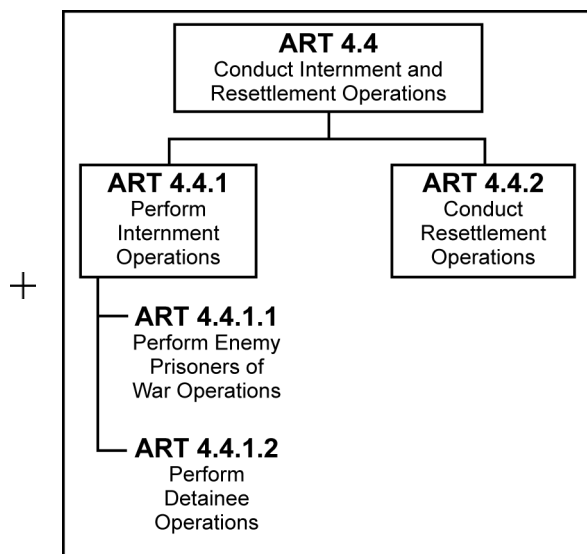 ART 4.4
Conduct Internment and
Resettlement Operations
ART 4.4.1
Perform
Internment
Operations
ART 4.4.2
Conduct
Resettlement
Operations
ART 4.4.1.1
Perform Enemy
Prisoners of
War Operations
ART 4.4.1.2
Perform
Detainee
Operations